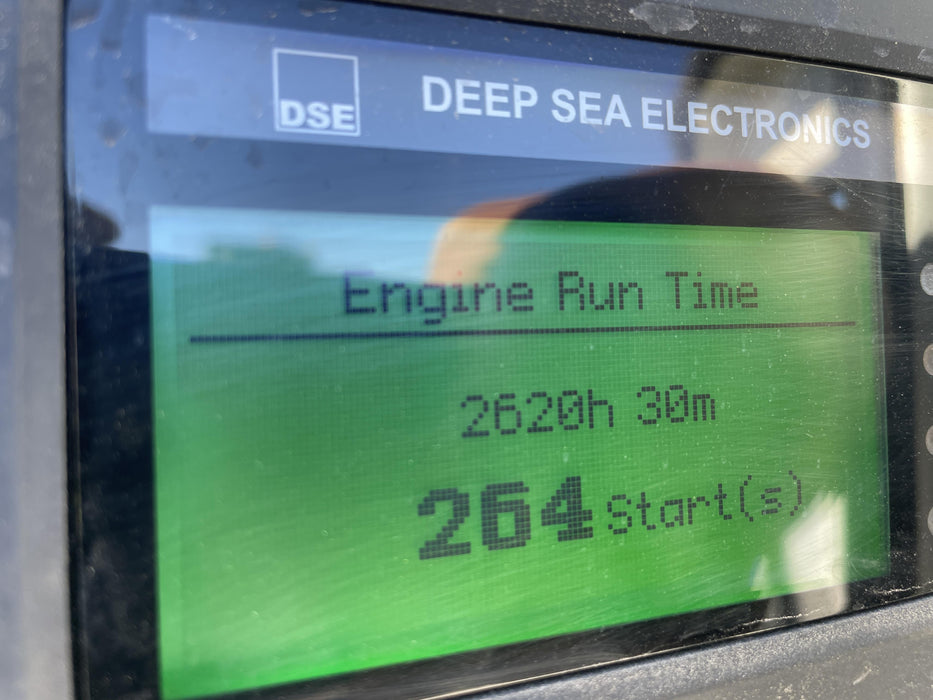 DSE
DEEP SEA ELECTRONICS
Engine Run Time
2620h 30m
264 Start(s)